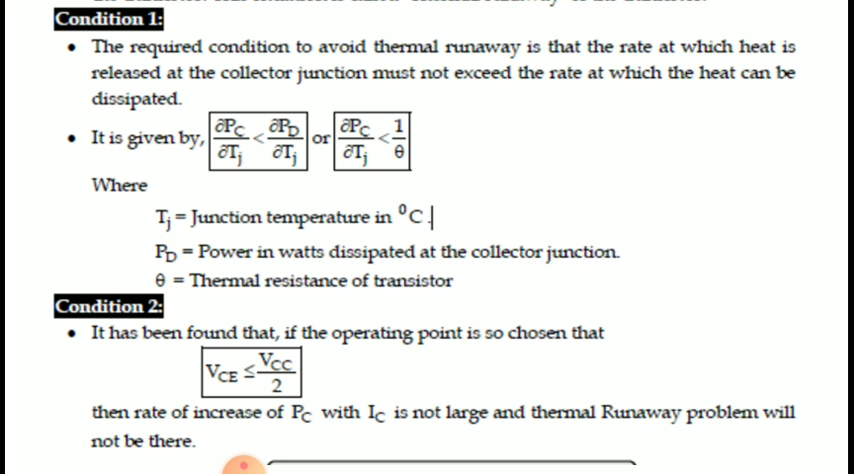 Condition 1:
• The required condition to avoid thermal runaway is that the rate at which heat is
released at the collector junction must not exceed the rate at which the heat can be
dissipated.
• It is given by, ∂P_C/∂T_j < ∂P_D/∂T_j or ∂P_C/∂T_j < 1/θ
Where
T_j = Junction temperature in ⁰C
P_D = Power in watts dissipated at the collector junction.
θ = Thermal resistance of transistor
Condition 2:
• It has been found that, if the operating point is so chosen that
V_CE ≤ V_CC/2
then rate of increase of P_C with I_C is not large and thermal Runaway problem will
not be there.